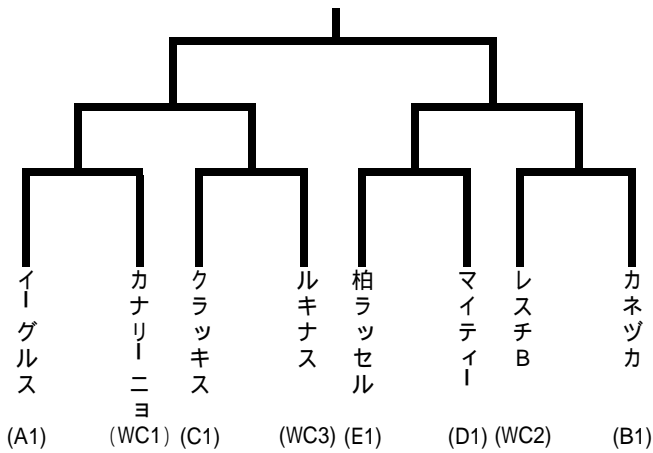 イーグルス
カナリーニョ
クラッキス
ルキナス
柏ラッセル
マイティー
レスチB
カネヅカ
(A1)
(WC1)
(C1)
(WC3)
(E1)
(D1)
(WC2)
(B1)